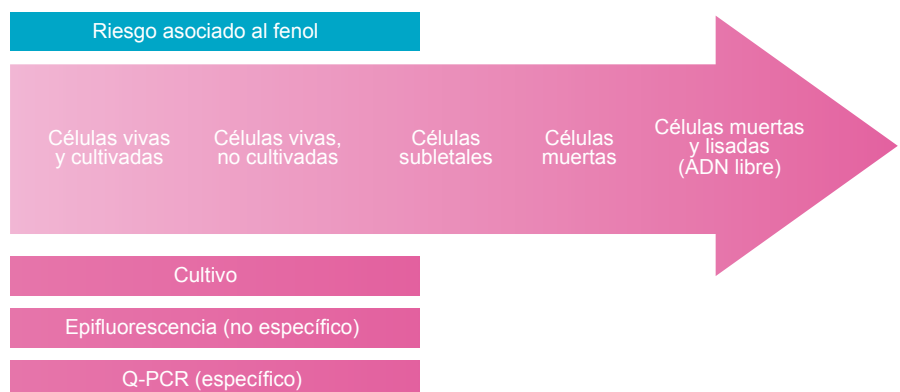 Riesgo asociado al fenol
Células vivas
y cultivadas
Células vivas,
no cultivadas
Células
subletales
Células
muertas
Células muertas
y lisadas
(ADN libre)
Cultivo
Epifluorescencia (no específico)
Q-PCR (específico)